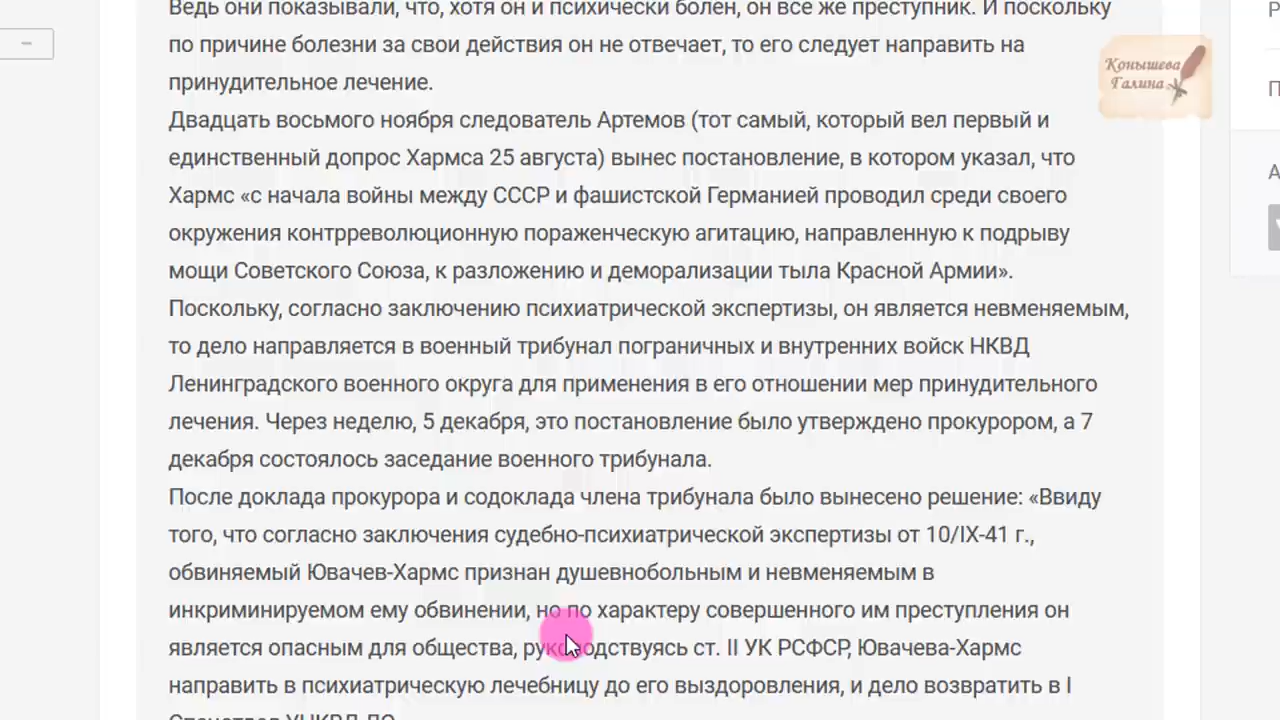 Ведь они показывали, что, хотя он и психически болен, он все же преступник. И поскольку
по причине болезни за свои действия он не отвечает, то его следует направить на
принудительное лечение.
Двадцать восьмого ноября следователь Артемов (тот самый, который вел первый и
единственный допрос Хармса 25 августа) вынес постановление, в котором указал, что
Хармс «с начала войны между СССР и фашистской Германией проводил среди своего
окружения контрреволюционную пораженческую агитацию, направленную к подрыву
мощи Советского Союза, к разложению и деморализации тыла Красной Армии».
Поскольку, согласно заключению психиатрической экспертизы, он является невменяемым,
то дело направляется в военный трибунал пограничных и внутренних войск НКВД
Ленинградского военного округа для применения в его отношении мер принудительного
лечения. Через неделю, 5 декабря, это постановление было утверждено прокурором, а 7
декабря состоялось заседание военного трибунала.
После доклада прокурора и содоклада члена трибунала было вынесено решение: «Ввиду
того, что согласно заключения судебно-психиатрической экспертизы от 10/IX-41 г.,
обвиняемый Ювачев-Хармс признан душевнобольным и невменяемым в
инкриминируемом ему обвинении, но по характеру совершенного им преступления он
является опасным для общества, руководствуясь ст. II УК РСФСР, Ювачева-Хармс
направить в психиатрическую лечебницу до его выздоровления, и дело возвратить в I
Спецотдел УНКВД ЛО
Конышева
Галина